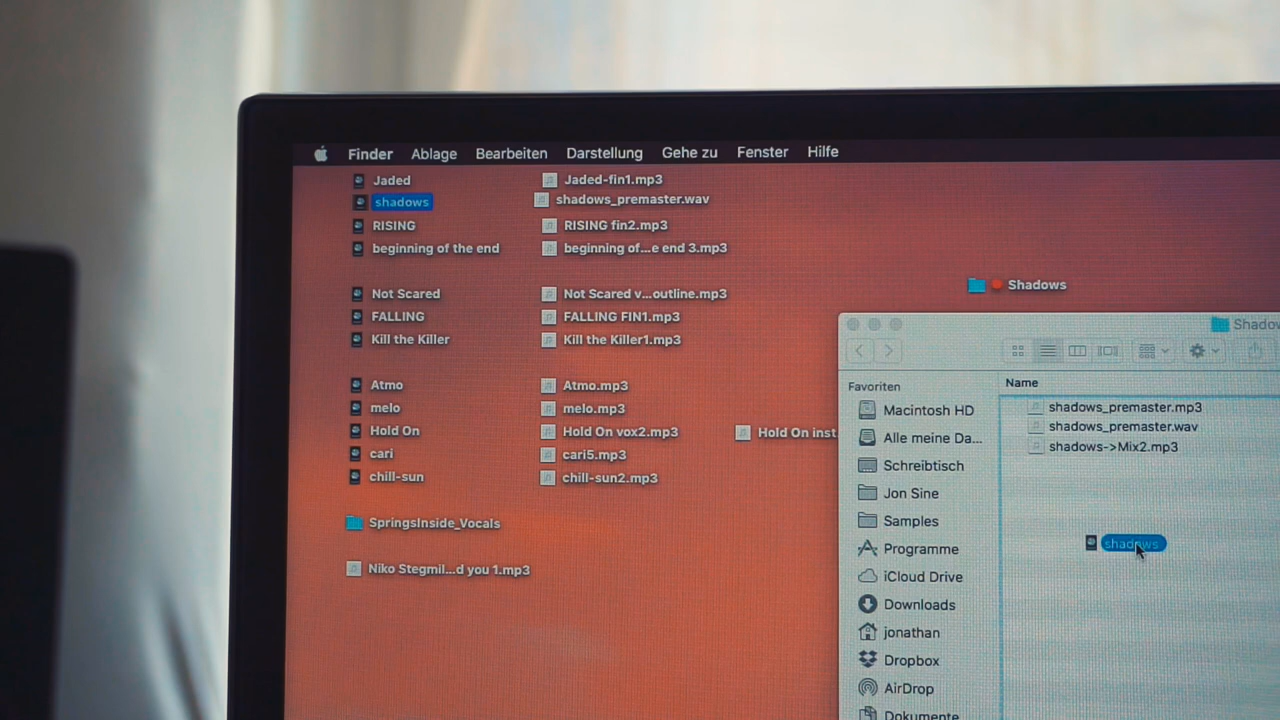 Finder Ablage Bearbeiten Darstellung Gehe zu Fenster Hilfe
Jaded Jaded-fin1.mp3
shadows shadows_premaster.wav
RISING RISING fin2.mp3
beginning of the end beginning of...e end 3.mp3
Not Scared Not Scared v...outline.mp3
FALLING FALLING FIN1.mp3
Kill the Killer Kill the Killer1.mp3
Atmo Atmo.mp3
melo melo.mp3
Hold On Hold On vox2.mp3 Hold On inst
cari cari5.mp3
chill-sun chill-sun2.mp3
SpringsInside_Vocals
Niko Stegmil...d you 1.mp3
Shadows
Shadow
Favoriten
Macintosh HD
Alle meine Da...
Schreibtisch
Jon Sine
Samples
Programme
iCloud Drive
Downloads
jonathan
Dropbox
AirDrop
Dokumente
Name
shadows_premaster.mp3
shadows_premaster.wav
shadows->Mix2.mp3
shadows